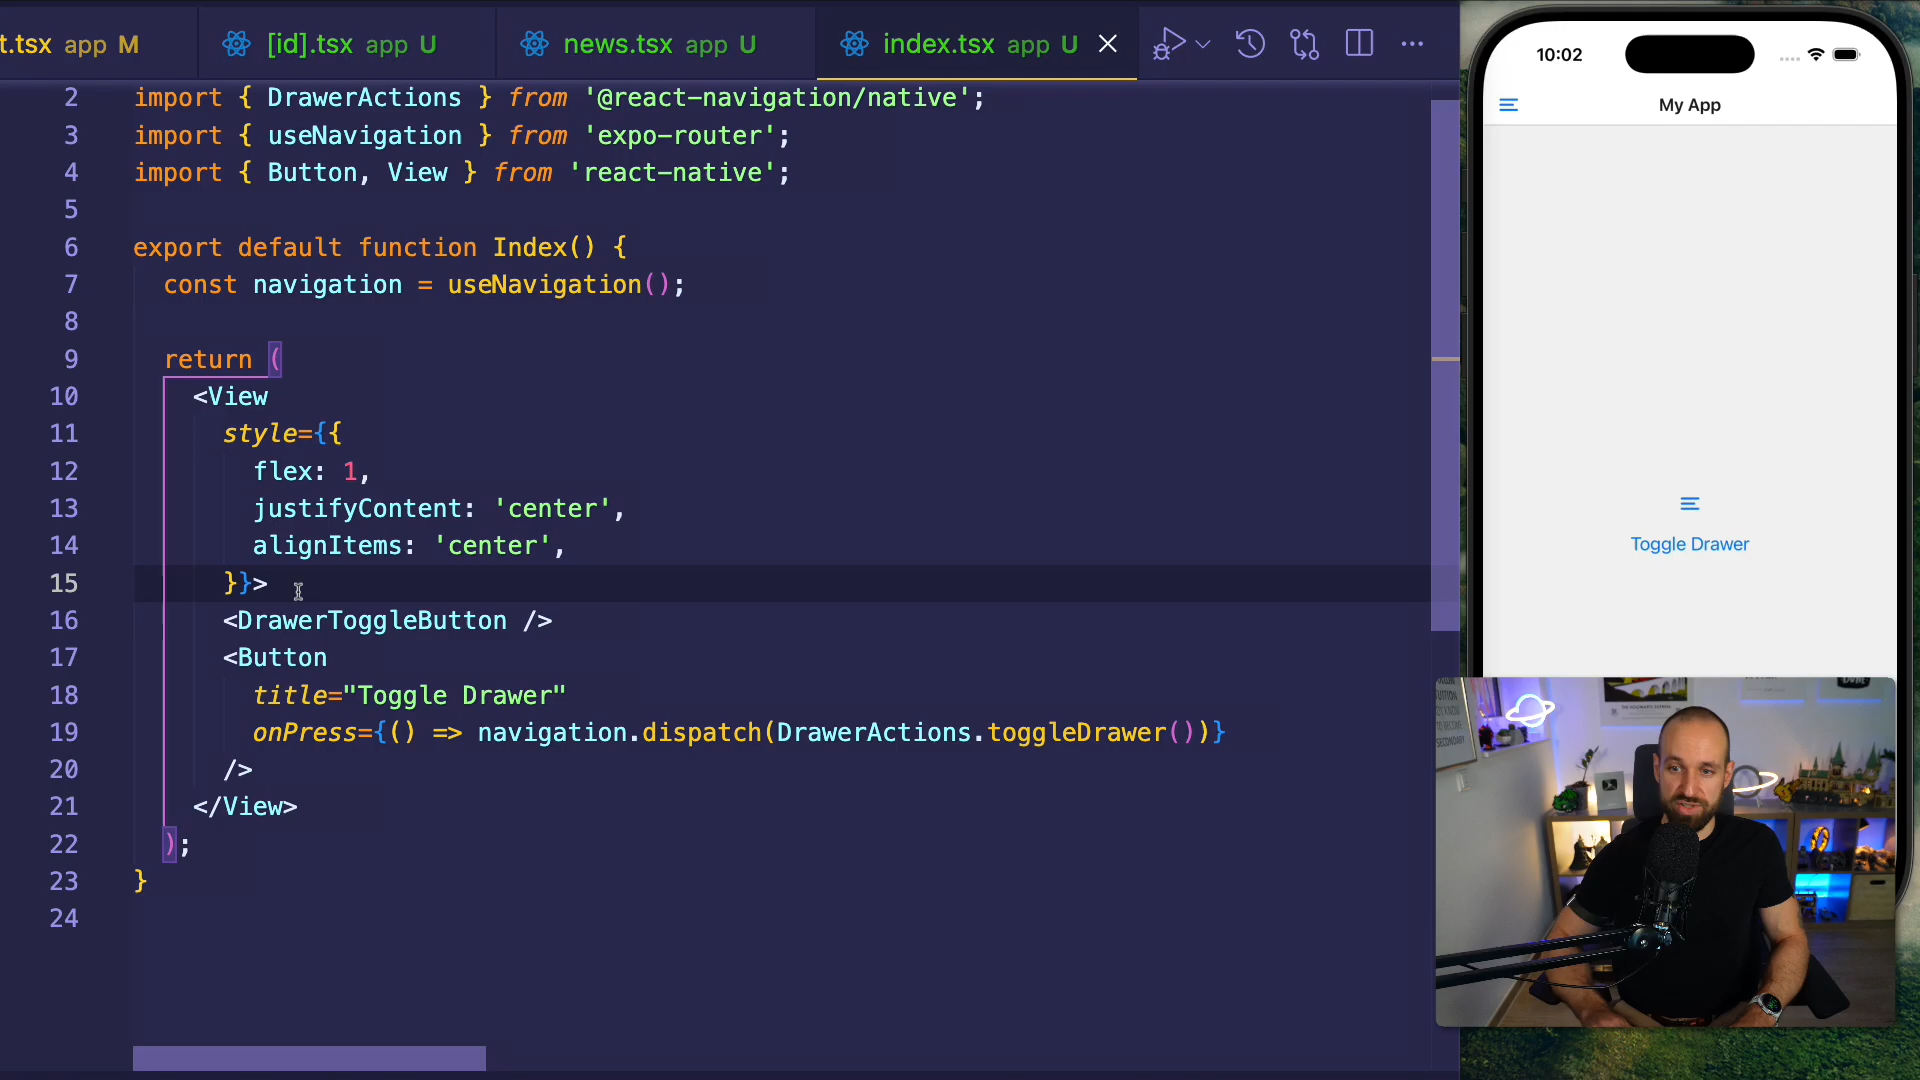 t.tsx app M
[id].tsx app U
news.tsx app U
index.tsx app U
2 import { DrawerActions } from '@react-navigation/native';
3 import { useNavigation } from 'expo-router';
4 import { Button, View } from 'react-native';
5
6 export default function Index() {
7 const navigation = useNavigation();
8
9 return (
10 <View
11 style={{
12 flex: 1,
13 justifyContent: 'center',
14 alignItems: 'center',
15 }}>
16 <DrawerToggleButton />
17 <Button
18 title="Toggle Drawer"
19 onPress={() => navigation.dispatch(DrawerActions.toggleDrawer())}
20 />
21 </View>
22 );
23 }
24
10:02
My App
Toggle Drawer